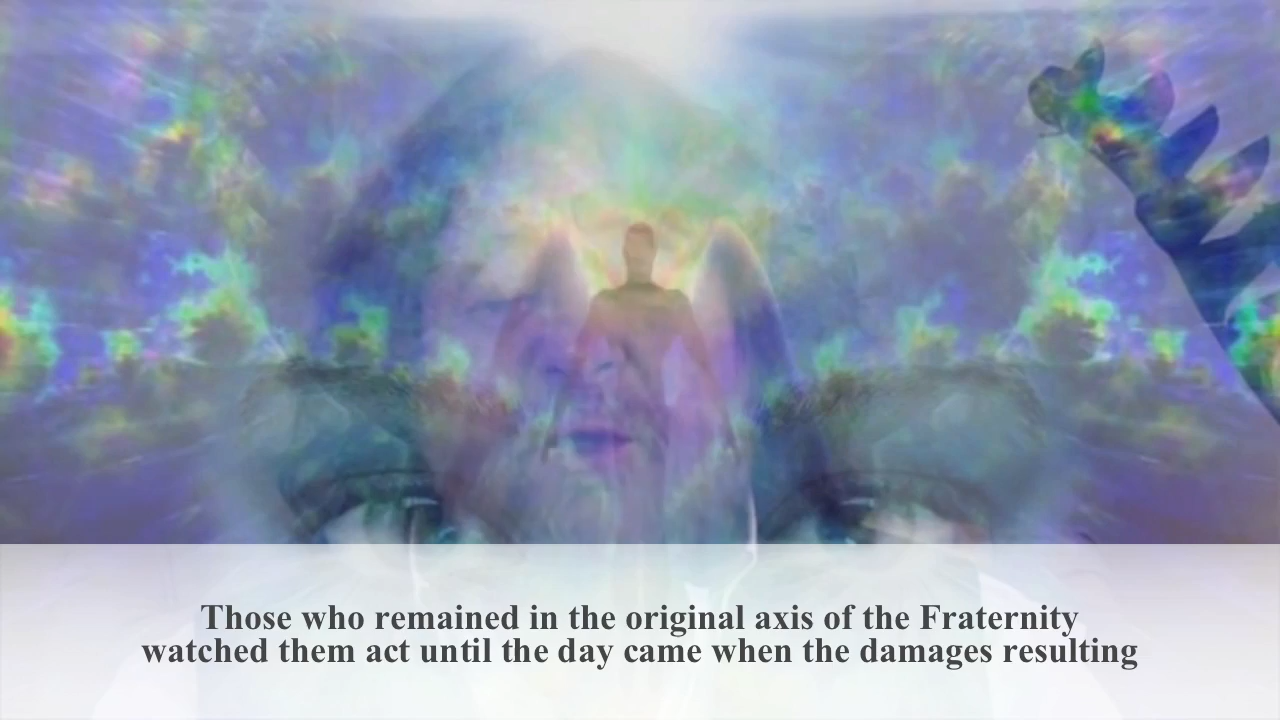 Those who remained in the original axis of the Fraternity
watched them act until the day came when the damages resulting